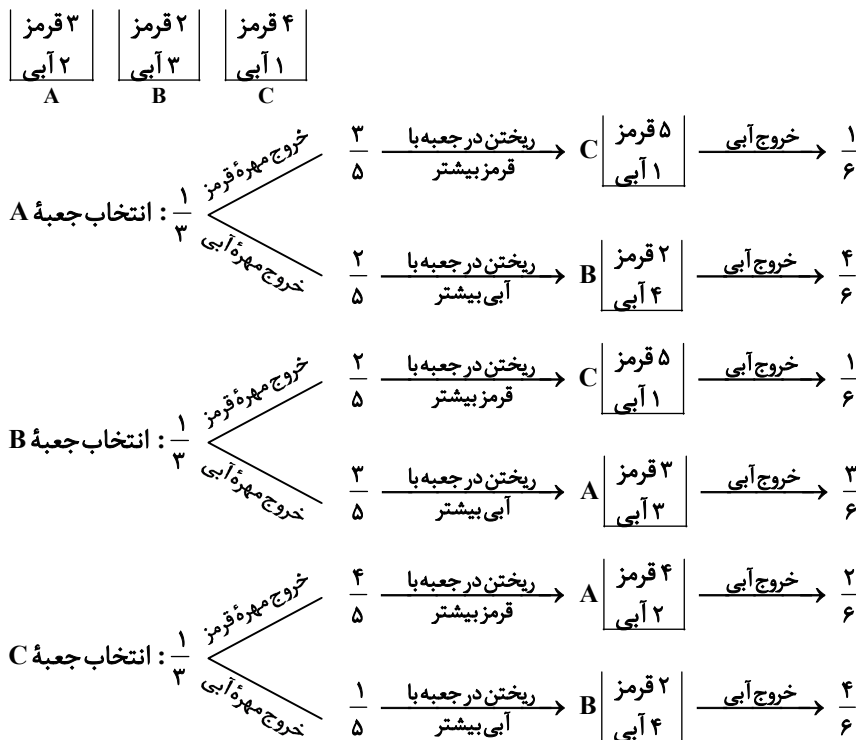 ۳ قرمز ۲ قرمز ۴ قرمز
۲ آبی ۳ آبی ۱ آبی
A B C
انتخاب جعبهٔ A : ۱/۳
خروج مهرهٔ قرمز ۳/۵ ریختن در جعبه با قرمز بیشتر C ۵ قرمز ۱ آبی خروج آبی ۱/۶
خروج مهرهٔ آبی ۲/۵ ریختن در جعبه با آبی بیشتر B ۲ قرمز ۴ آبی خروج آبی ۴/۶
انتخاب جعبهٔ B : ۱/۳
خروج مهرهٔ قرمز ۲/۵ ریختن در جعبه با قرمز بیشتر C ۵ قرمز ۱ آبی خروج آبی ۱/۶
خروج مهرهٔ آبی ۳/۵ ریختن در جعبه با آبی بیشتر A ۳ قرمز ۳ آبی خروج آبی ۳/۶
انتخاب جعبهٔ C : ۱/۳
خروج مهرهٔ قرمز ۴/۵ ریختن در جعبه با قرمز بیشتر A ۴ قرمز ۲ آبی خروج آبی ۲/۶
خروج مهرهٔ آبی ۱/۵ ریختن در جعبه با آبی بیشتر B ۲ قرمز ۴ آبی خروج آبی ۴/۶